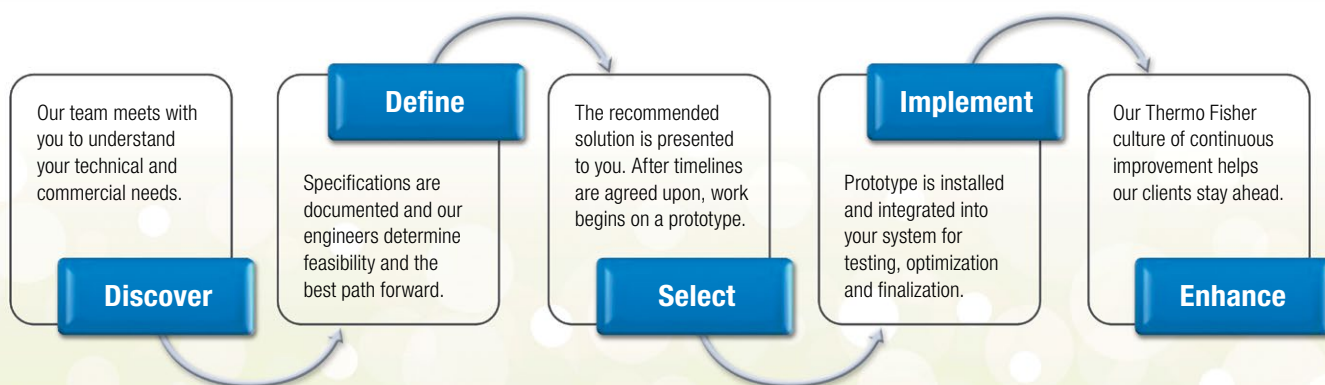 Our team meets with
you to understand
your technical and
commercial needs.
Discover
Define
Specifications are
documented and our
engineers determine
feasibility and the
best path forward.
The recommended
solution is presented
to you. After timelines
are agreed upon, work
begins on a prototype.
Select
Implement
Prototype is installed
and integrated into
your system for
testing, optimization
and finalization.
Our Thermo Fisher
culture of continuous
improvement helps
our clients stay ahead.
Enhance